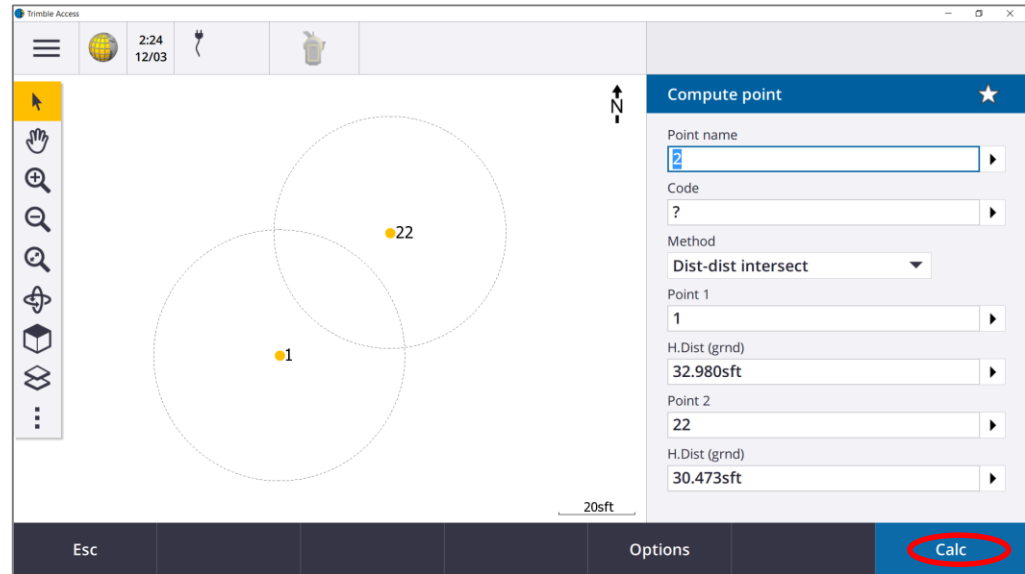 Trimble Access
2:24
12/03
N
22
1
20sft
Compute point
Point name
2
Code
?
Method
Dist-dist intersect
Point 1
1
H.Dist (grnd)
32.980sft
Point 2
22
H.Dist (grnd)
30.473sft
Esc
Options
Calc